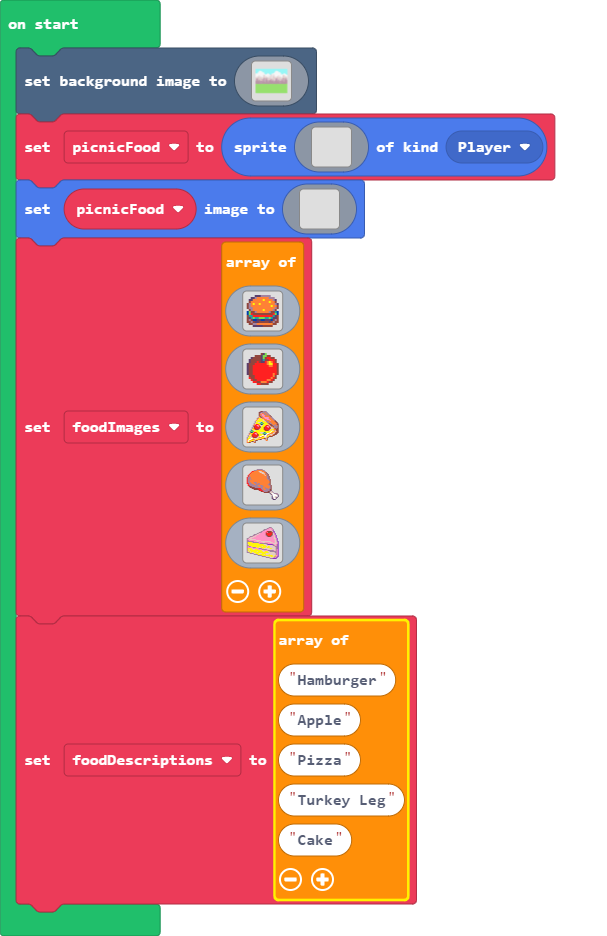 on start
set background image to
set picnicFood to sprite of kind Player
set picnicFood image to
array of
set foodImages to
array of
"Hamburger"
"Apple"
"Pizza"
set foodDescriptions to
"Turkey Leg"
"Cake"